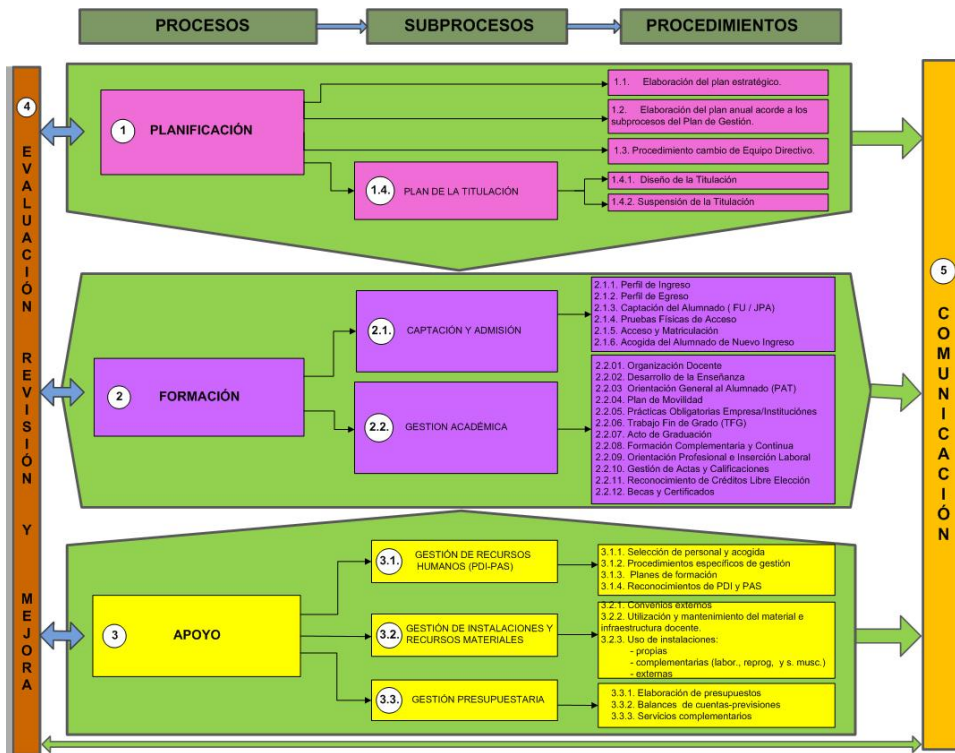 PROCESOS
SUBPROCESOS
PROCEDIMIENTOS
4
EVALUACIÓN REVISIÓN Y MEJORA
1
PLANIFICACIÓN
1.1. Elaboración del plan estratégico.
1.2. Elaboración del plan anual acorde a los
subprocesos del Plan de Gestión.
1.3. Procedimiento cambio de Equipo Directivo.
1.4.
PLAN DE LA TITULACIÓN
1.4.1. Diseño de la Titulación
1.4.2. Suspensión de la Titulación
2
FORMACIÓN
2.1.
CAPTACIÓN Y ADMISIÓN
2.1.1. Perfil de Ingreso
2.1.2. Perfil de Egreso
2.1.3. Captación del Alumnado ( FU / JPA)
2.1.4. Pruebas Físicas de Acceso
2.1.5. Acceso y Matriculación
2.1.6. Acogida del Alumnado de Nuevo Ingreso
2.2.
GESTION ACADÉMICA
2.2.01. Organización Docente
2.2.02. Desarrollo de la Enseñanza
2.2.03 Orientación General al Alumnado (PAT)
2.2.04. Plan de Movilidad
2.2.05. Prácticas Obligatorias Empresa/Instituciónes
2.2.06. Trabajo Fin de Grado (TFG)
2.2.07. Acto de Graduación
2.2.08. Formación Complementaria y Continua
2.2.09. Orientación Profesional e Inserción Laboral
2.2.10. Gestión de Actas y Calificaciones
2.2.11. Reconocimiento de Créditos Libre Elección
2.2.12. Becas y Certificados
3
APOYO
3.1.
GESTIÓN DE RECURSOS
HUMANOS (PDI-PAS)
3.1.1. Selección de personal y acogida
3.1.2. Procedimientos específicos de gestión
3.1.3. Planes de formación
3.1.4. Reconocimientos de PDI y PAS
3.2.
GESTIÓN DE INSTALACIONES Y
RECURSOS MATERIALES
3.2.1. Convenios externos
3.2.2. Utilización y mantenimiento del material e
infraestructura docente.
3.2.3. Uso de instalaciones:
- propias
- complementarias (labor., reprog, y s. musc.)
- externas
3.3.
GESTIÓN PRESUPUESTARIA
3.3.1. Elaboración de presupuestos
3.3.2. Balances de cuentas-previsiones
3.3.3. Servicios complementarios
5
COMUNICACIÓN